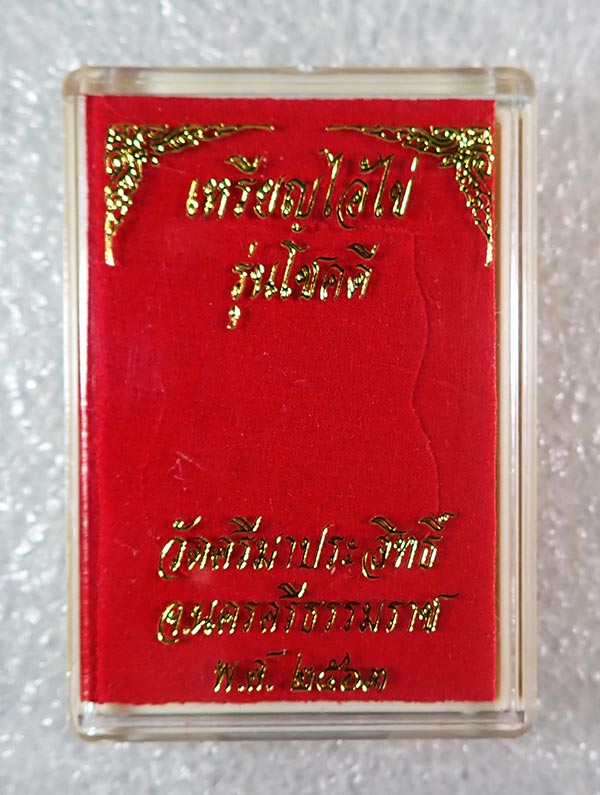 เหรียญไอ้ไข่
รุ่นโชคดี
วัดศรีมาประสิทธิ์
จ.นครศรีธรรมราช
พ.ศ. ๒๕๖๓